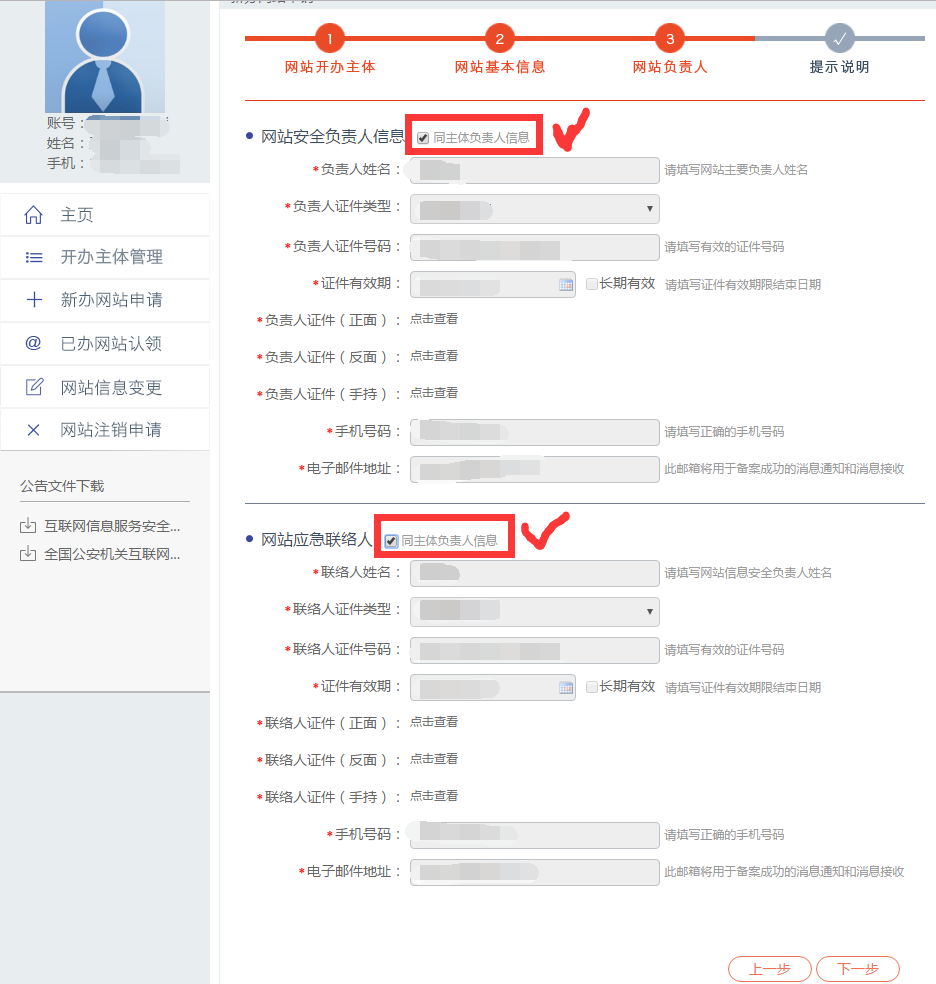 账号：
姓名：
手机：
主页
开办主体管理
新办网站申请
@ 已办网站认领
网站信息变更
网站注销申请
公告文件下载
互联网信息服务安全...
全国公安机关互联网...
1 2 3
网站开办主体 网站基本信息 网站负责人 提示说明
网站安全负责人信息 同主体负责人信息
*负责人姓名： 请填写网站主要负责人姓名
*负责人证件类型：
*负责人证件号码： 请填写有效的证件号码
*证件有效期： 长期有效 请填写证件有效期限结束日期
*负责人证件（正面）： 点击查看
*负责人证件（反面）： 点击查看
*负责人证件（手持）： 点击查看
*手机号码： 请填写正确的手机号码
*电子邮件地址： 此邮箱将用于备案成功的消息通知和消息接收
网站应急联络人 同主体负责人信息
*联络人姓名： 请填写网站信息安全负责人姓名
*联络人证件类型：
*联络人证件号码： 请填写有效的证件号码
*证件有效期： 长期有效 请填写证件有效期限结束日期
*联络人证件（正面）： 点击查看
*联络人证件（反面）： 点击查看
*联络人证件（手持）： 点击查看
*手机号码： 请填写正确的手机号码
*电子邮件地址： 此邮箱将用于备案成功的消息通知和消息接收
上一步 下一步